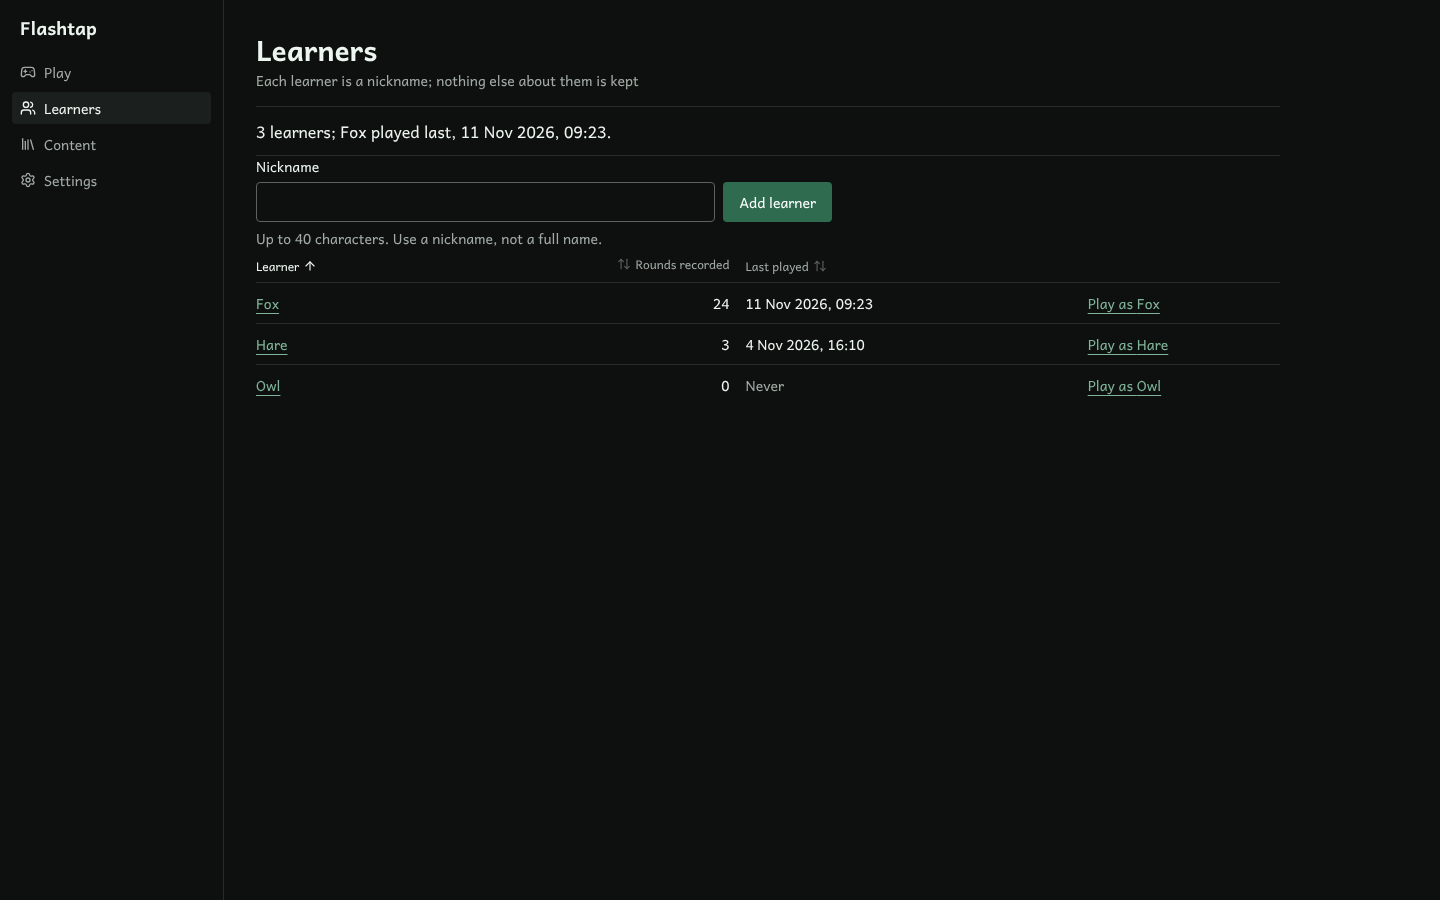 Flashtap
Play
Learners
Content
Settings
Learners
Each learner is a nickname; nothing else about them is kept
3 learners; Fox played last, 11 Nov 2026, 09:23.
Nickname
Add learner
Up to 40 characters. Use a nickname, not a full name.
Learner Rounds recorded Last played
Fox 24 11 Nov 2026, 09:23 Play as Fox
Hare 3 4 Nov 2026, 16:10 Play as Hare
Owl 0 Never Play as Owl